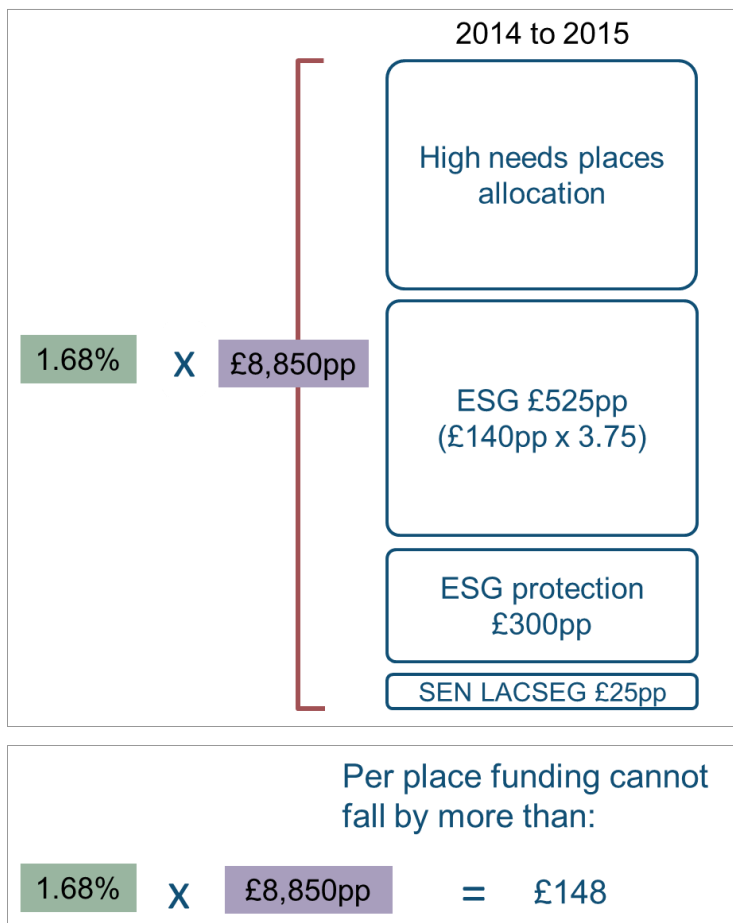 2014 to 2015
High needs places
allocation
1.68% x £8,850pp
ESG £525pp
(£140pp x 3.75)
ESG protection
£300pp
SEN LACSEG £25pp
Per place funding cannot
fall by more than:
1.68% x £8,850pp = £148